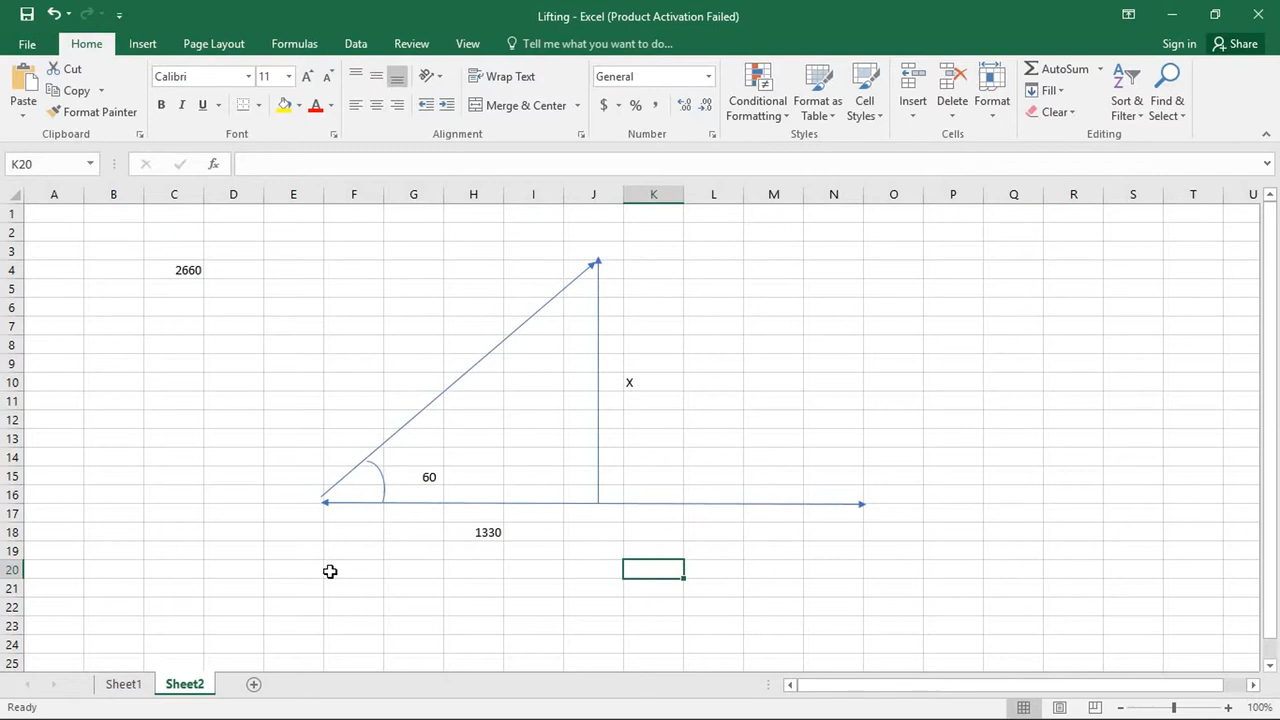 Lifting - Excel (Product Activation Failed)
File Home Insert Page Layout Formulas Data Review View Tell me what you want to do... Sign in Share
Paste Cut Copy Format Painter Clipboard
Calibri 11 A A B I U A Font
Wrap Text Merge & Center Alignment
General $ % , Number
Conditional Formatting Format as Table Cell Styles Styles
Insert Delete Format Cells
AutoSum Fill Clear Sort & Filter Find & Select Editing
K20 fx
A B C D E F G H I J K L M N O P Q R S T U
1
2
3
4 2660
5
6
7
8
9
10 X
11
12
13
14
15 60
16
17
18 1330
19
20
21
22
23
24
25
Sheet1 Sheet2
Ready 100%